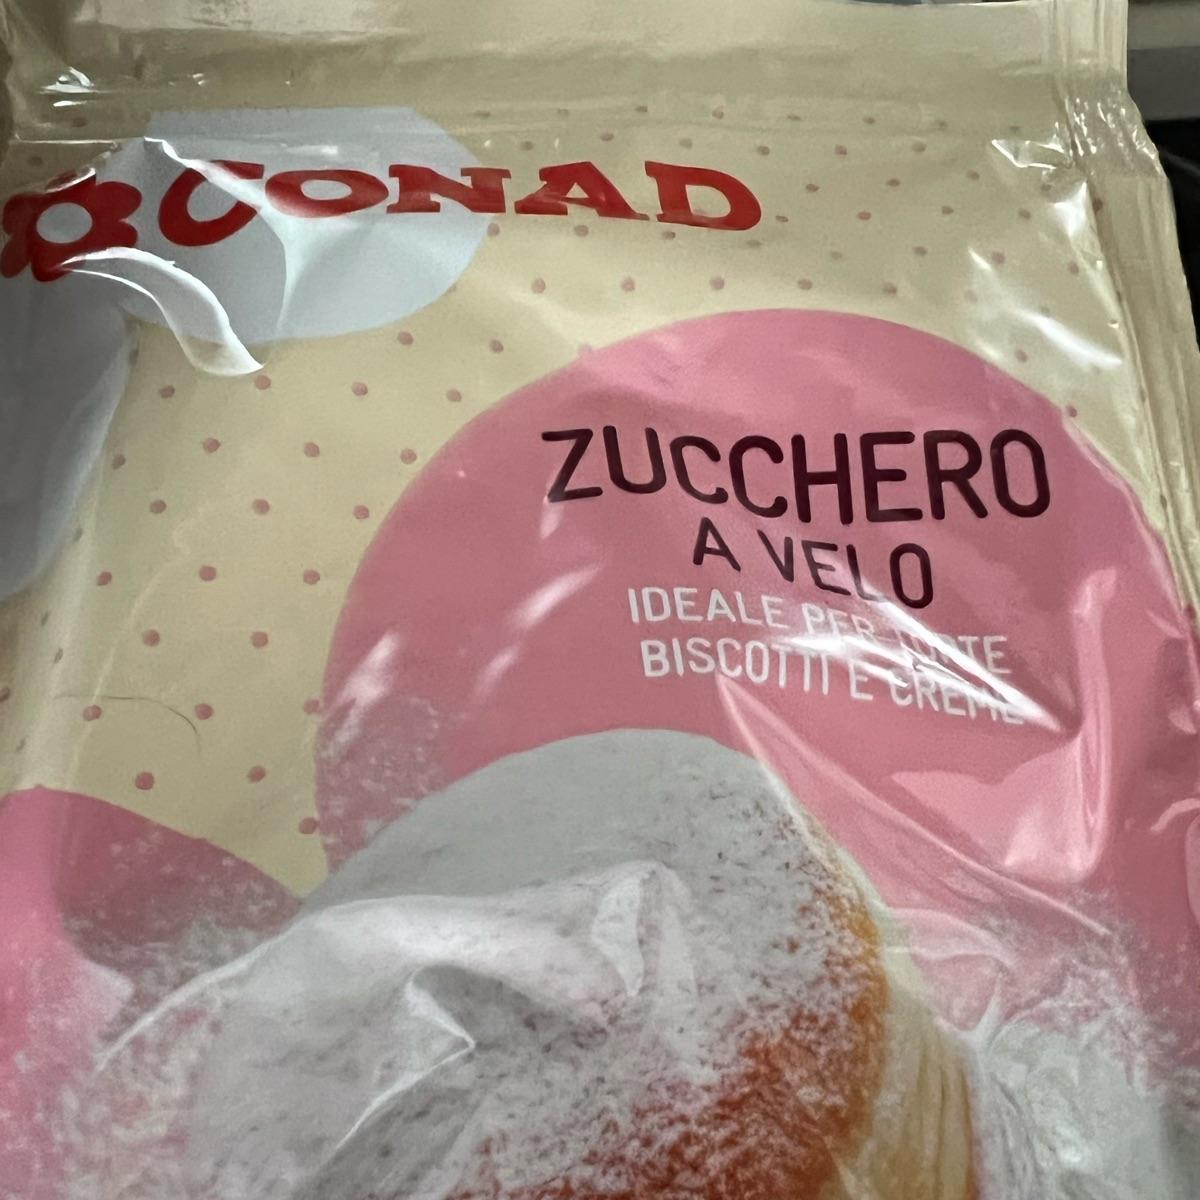 CONAD
ZUCCHERO
A VELO
IDEALE PER TORTE
BISCOTTI E CREME